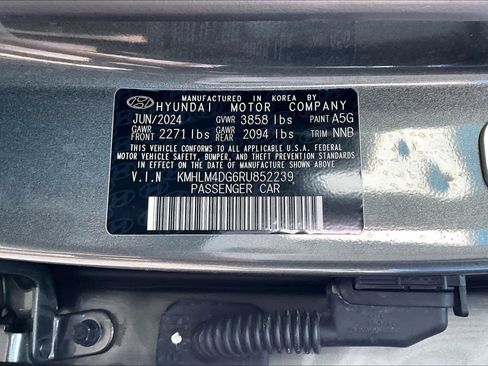 MANUFACTURED IN KOREA BY
HYUNDAI MOTOR COMPANY
JUN/2024 GVWR 3858 lbs PAINT A5G
GAWR FRONT 2271 lbs GAWR REAR 2094 lbs TRIM NNB
THIS VEHICLE CONFORMS TO ALL APPLICABLE U.S.A. FEDERAL
MOTOR VEHICLE SAFETY, BUMPER, AND THEFT PREVENTION
STANDARDS IN EFFECT ON THE DATE OF MANUFACTURE SHOWN ABOVE.
V.I.N KMHLM4DG6RU852239
PASSENGER CAR